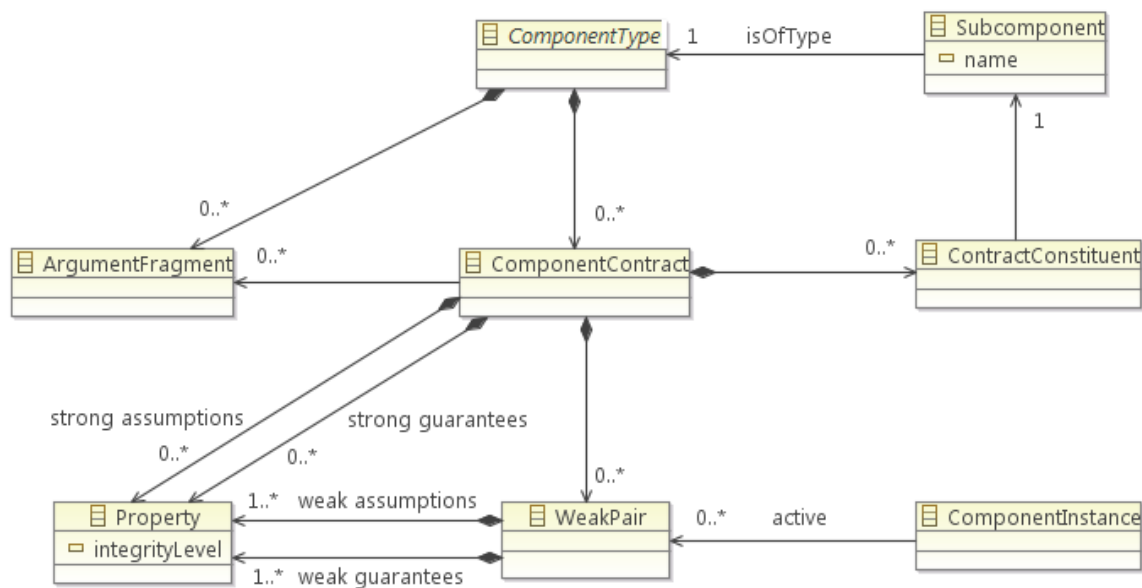 ComponentType
1 isOfType
Subcomponent
name
1
0..*
0..*
ArgumentFragment
0..*
ComponentContract
0..*
ContractConstituent
strong assumptions
0..*
strong guarantees
0..*
0..*
Property
integrityLevel
1..* weak assumptions
1..* weak guarantees
WeakPair
0..* active
ComponentInstance